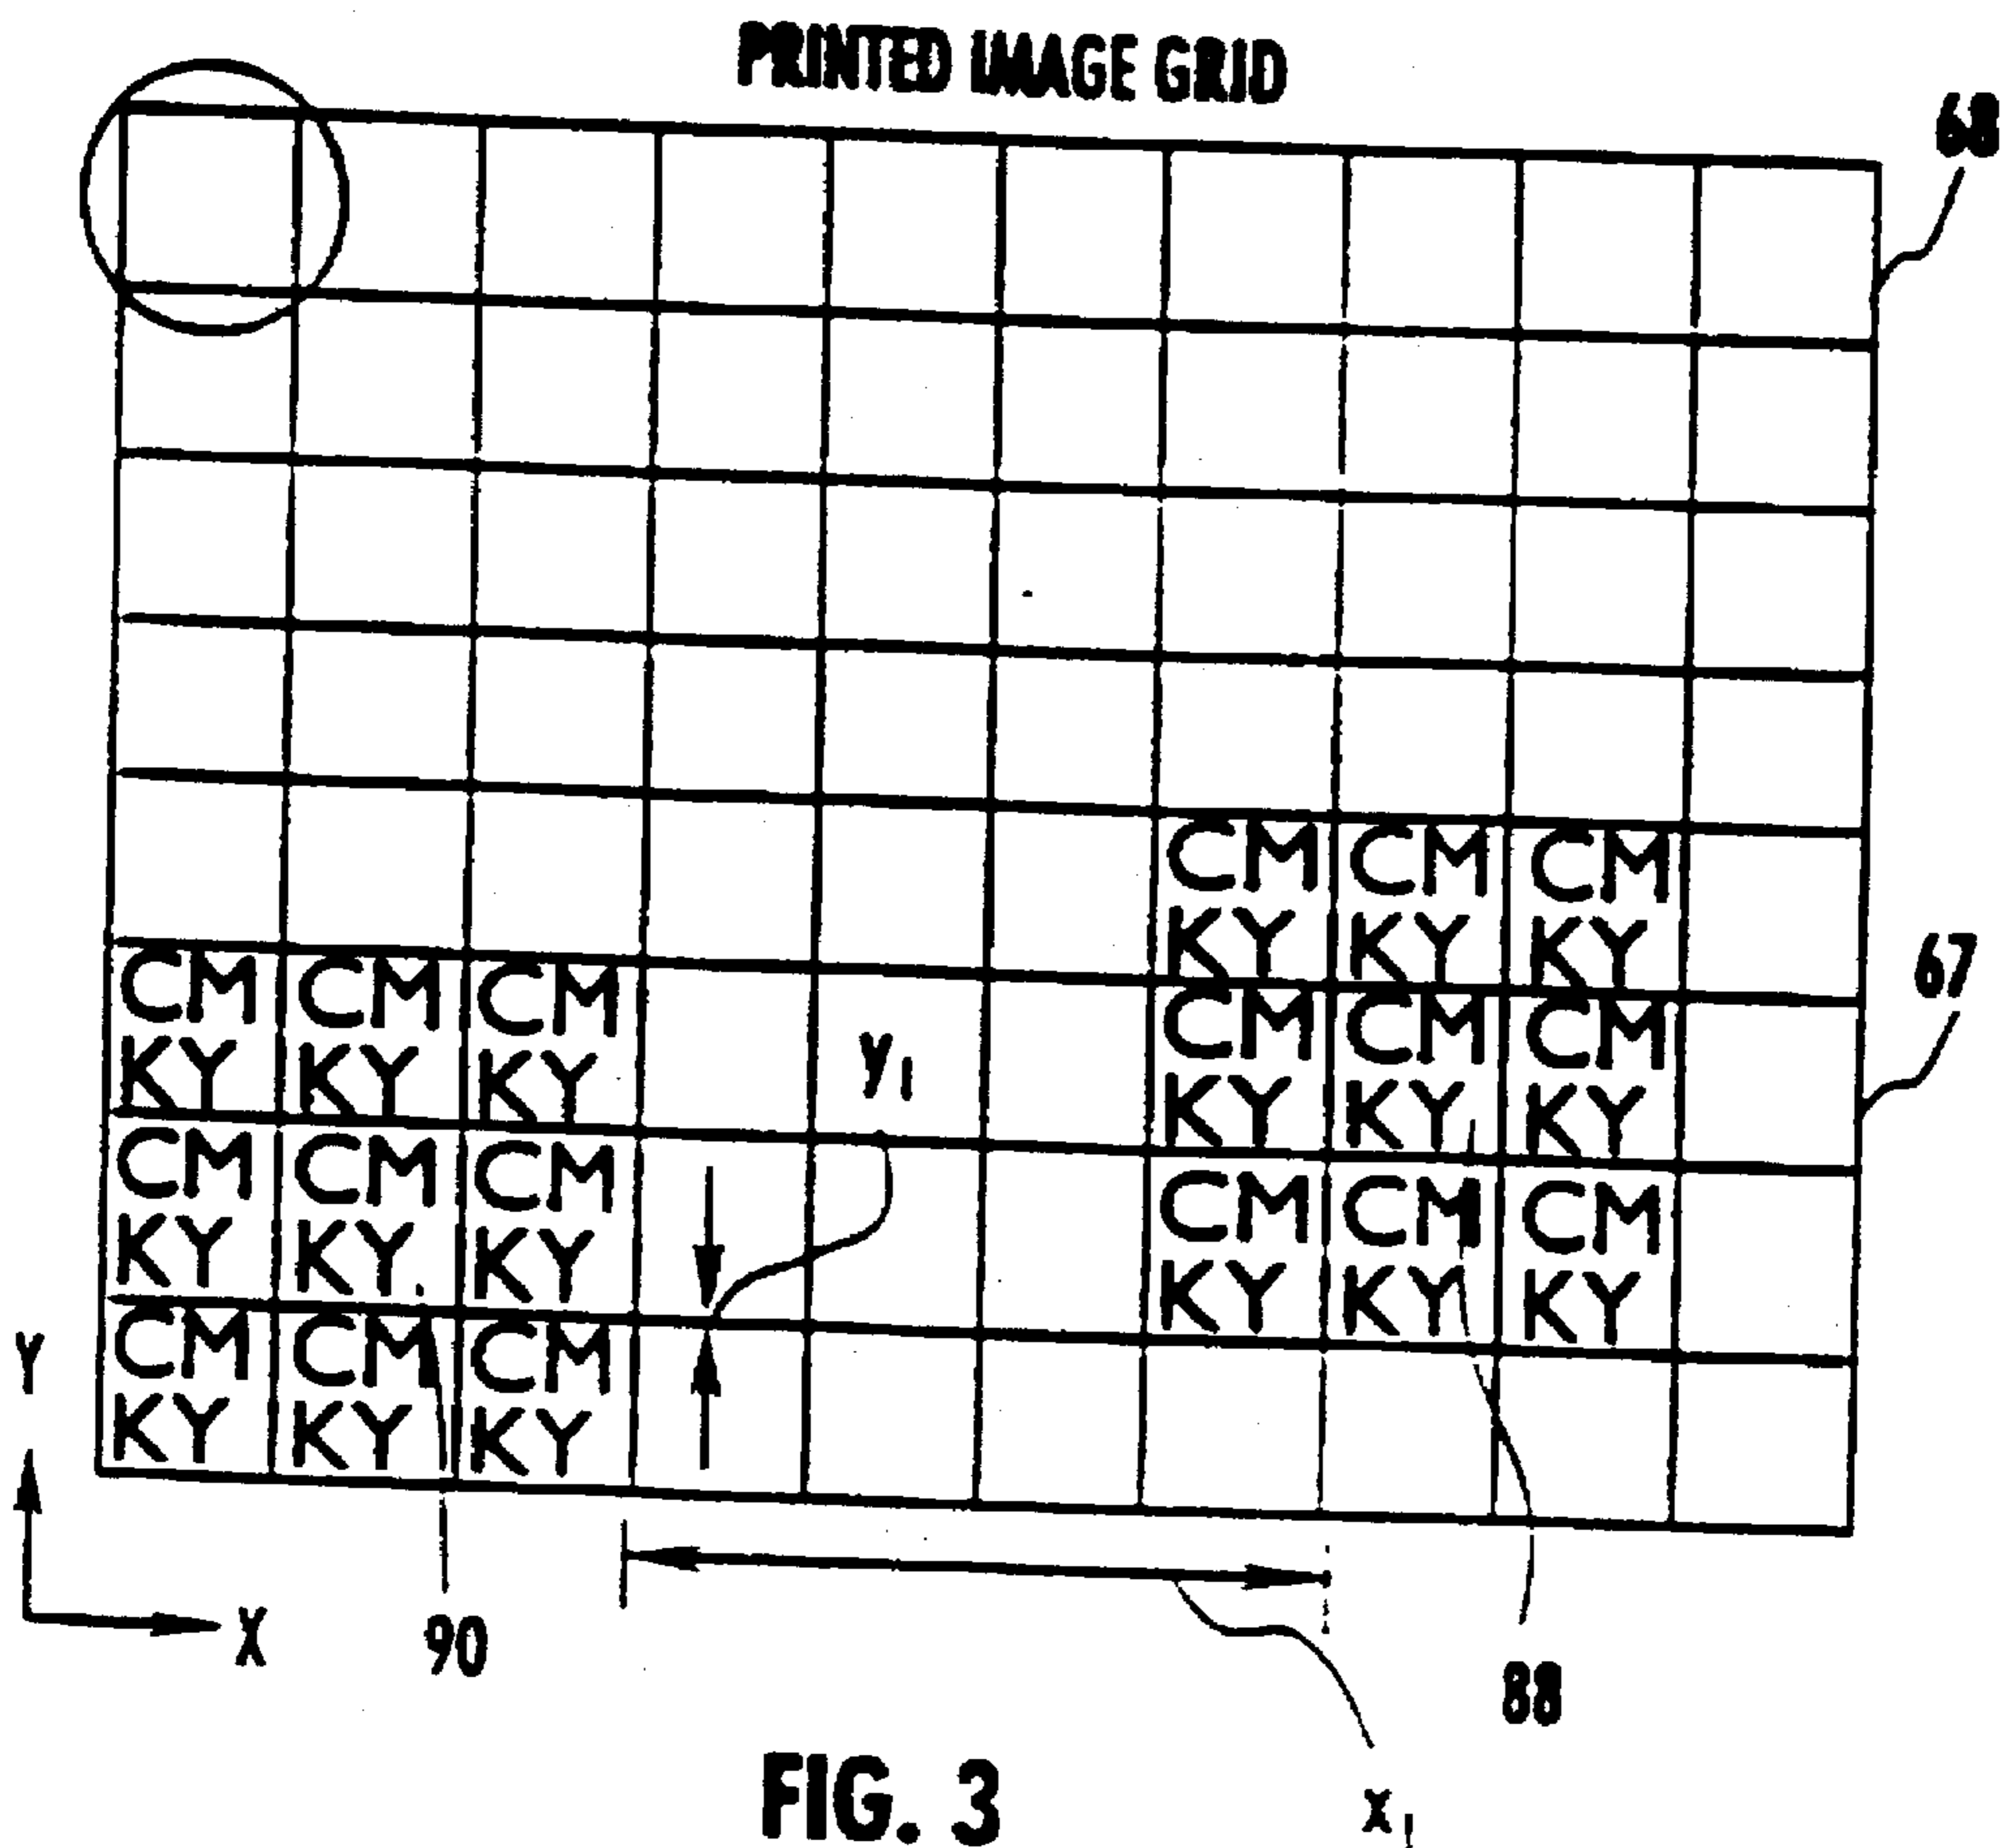 PRINTED IMAGE GRID
68
CM CM CM
KY KY KY
67
CM CM CM CM CM CM
KY KY KY y1 KY KY KY
CM CM CM CM CM CM
KY KY KY KY KY KY
Y CM CM CM
KY KY KY
X 90 88
FIG. 3 x1